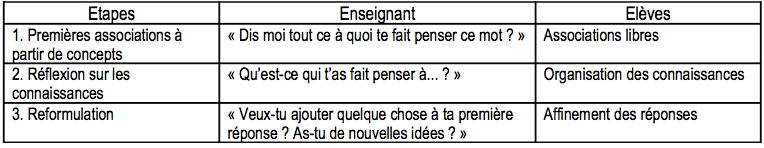 Etapes Enseignant Elèves
1. Premières associations à « Dis moi tout ce à quoi te fait penser ce mot ? » Associations libres
partir de concepts
2. Réflexion sur les « Qu'est-ce qui t'as fait penser à... ? » Organisation des connaissances
connaissances
3. Reformulation « Veux-tu ajouter quelque chose à ta première Affinement des réponses
réponse ? As-tu de nouvelles idées ? »